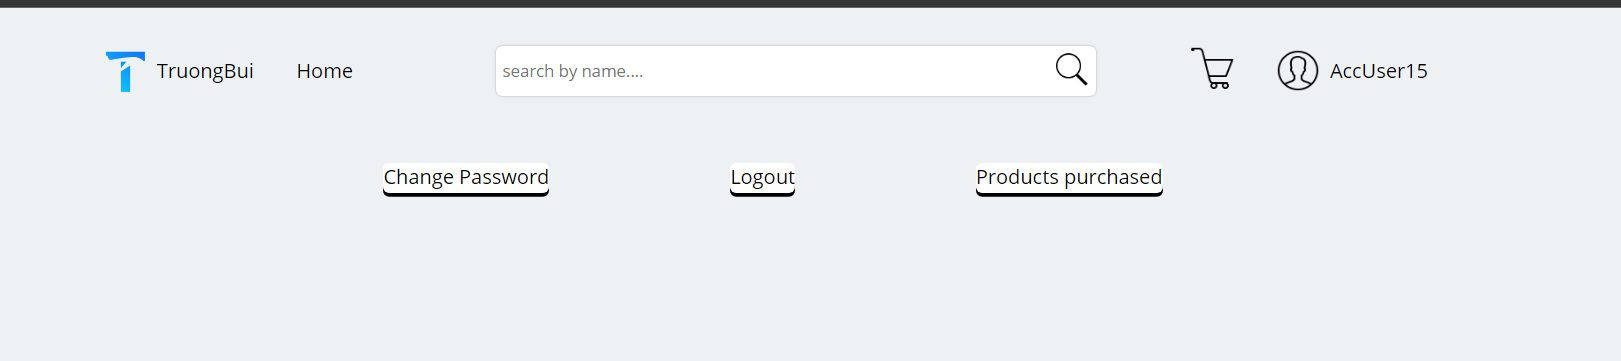 TruongBui Home search by name.... AccUser15
Change Password Logout Products purchased